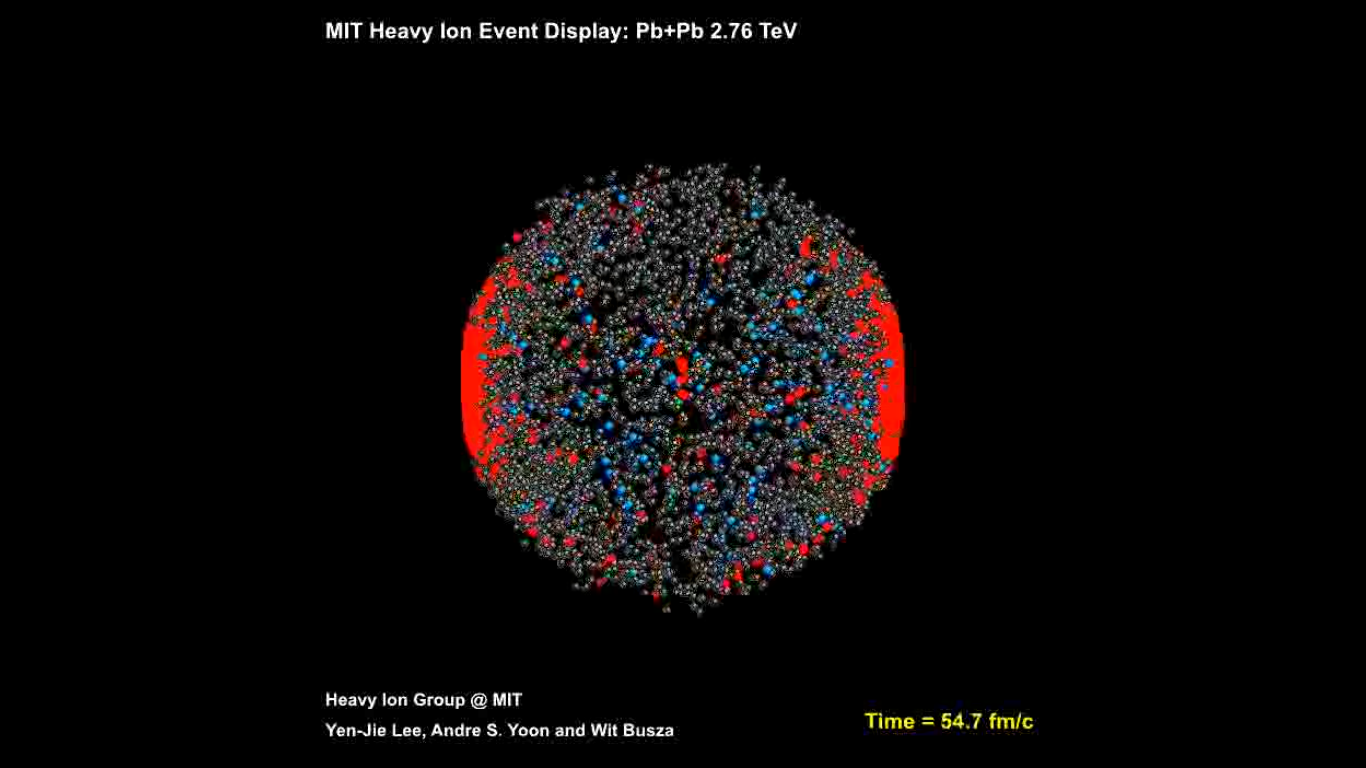 MIT Heavy Ion Event Display: Pb+Pb 2.76 TeV
Heavy Ion Group @ MIT
Yen-Jie Lee, Andre S. Yoon and Wit Busza
Time = 54.7 fm/c